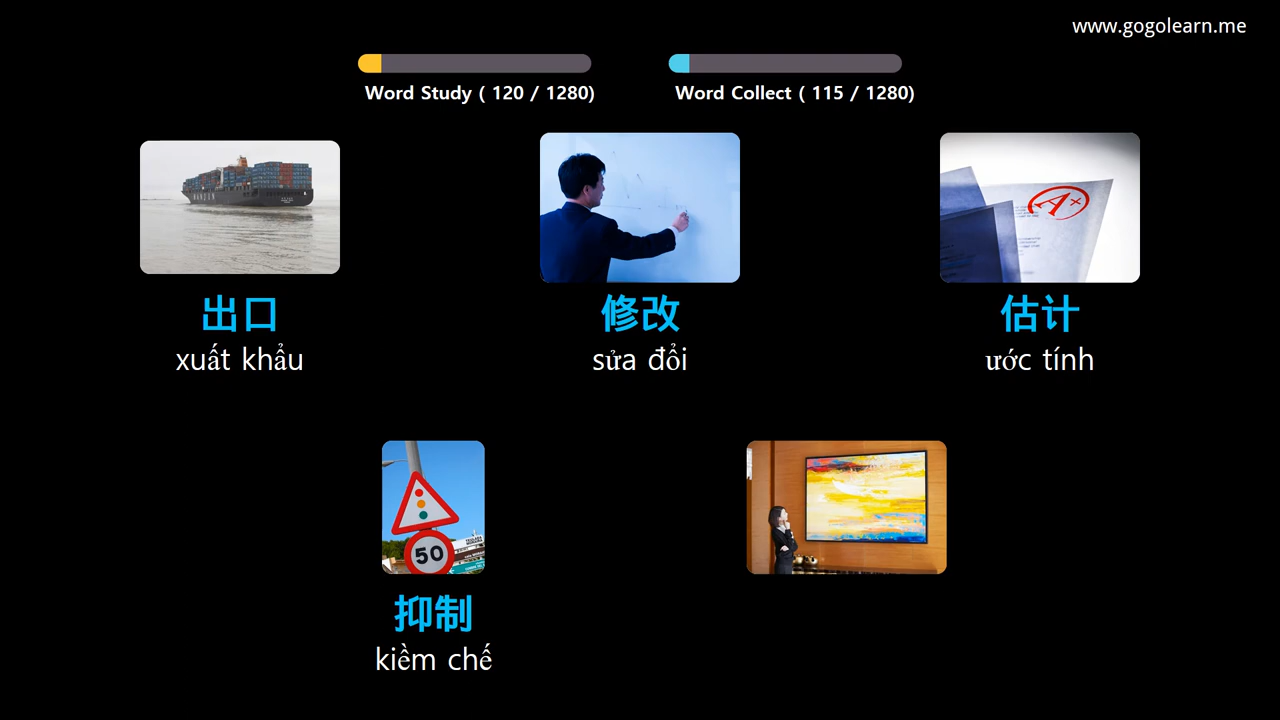 www.gogolearn.me
Word Study ( 120 / 1280)
Word Collect ( 115 / 1280)
A+
出口
xuất khẩu
修改
sửa đổi
估计
ước tính
50
抑制
kiềm chế